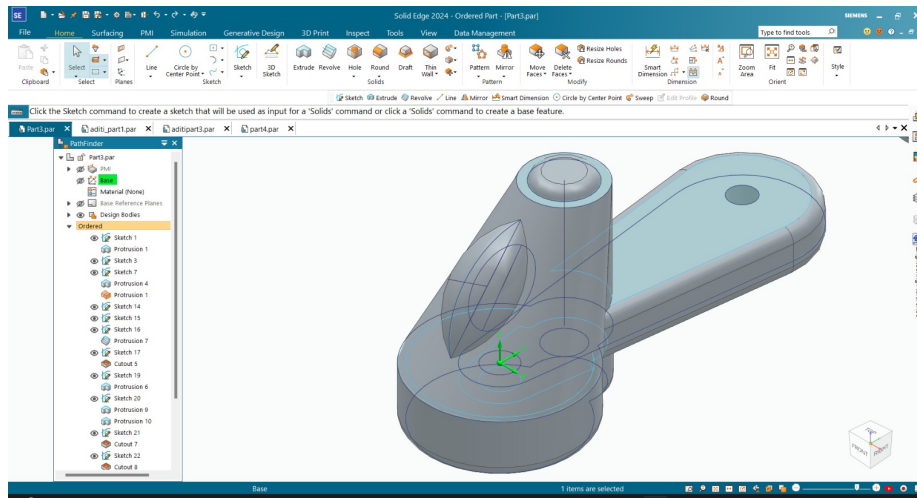 SE
Solid Edge 2024 - Ordered Part - [Part3.par]
SIEMENS
File Home Surfacing PMI Simulation Generative Design 3D Print Inspect Tools View Data Management
Type to find tools
Paste
Clipboard
Select
Select
Planes
Line
Circle by Center Point
Sketch
3D Sketch
Sketch
Extrude
Revolve
Hole
Round
Draft
Thin Wall
Solids
Pattern
Mirror
Pattern
Move Faces
Delete Faces
Resize Holes
Resize Rounds
Modify
Smart Dimension
Dimension
Zoom Area
Fit
Orient
Style
Sketch Extrude Revolve Line Mirror Smart Dimension Circle by Center Point Sweep Edit Profile Round
Click the Sketch command to create a sketch that will be used as input for a 'Solids' command or click a 'Solids' command to create a base feature.
Part3.par
aditi_part1.par
aditipart3.par
part4.par
PathFinder
Part3.par
PMI
Base
Material (None)
Base Reference Planes
Design Bodies
Ordered
Sketch 1
Protrusion 1
Sketch 3
Sketch 7
Protrusion 4
Protrusion 1
Sketch 14
Sketch 15
Sketch 16
Protrusion 7
Sketch 17
Cutout 5
Sketch 19
Protrusion 6
Sketch 20
Protrusion 9
Protrusion 10
Sketch 21
Cutout 7
Sketch 22
Cutout 8
TOP
FRONT
RIGHT
Base
1 items are selected